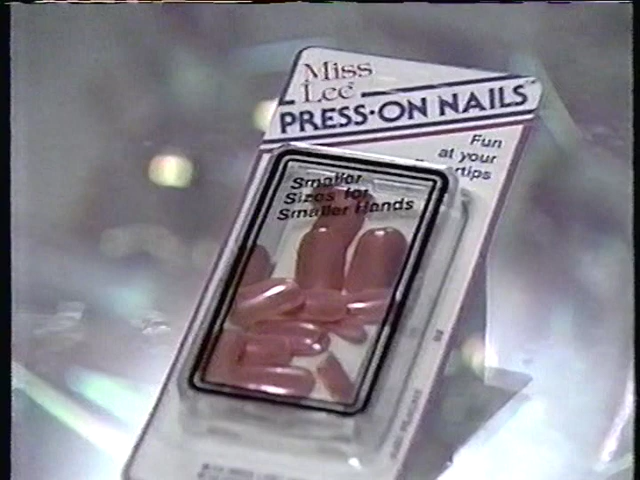 Miss
Lee
PRESS-ON NAILS
Fun
at your
Smaller
Sizes for
Smaller Hands